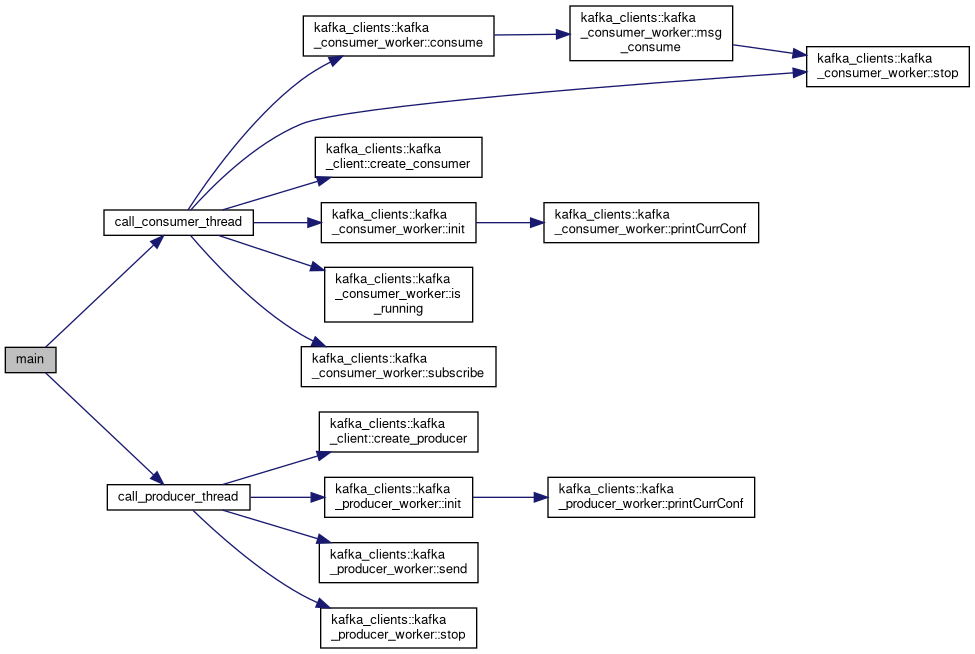 kafka_clients::kafka
_consumer_worker::consume
kafka_clients::kafka
_consumer_worker::msg
_consume
kafka_clients::kafka
_consumer_worker::stop
kafka_clients::kafka
_client::create_consumer
call_consumer_thread
kafka_clients::kafka
_consumer_worker::init
kafka_clients::kafka
_consumer_worker::printCurrConf
kafka_clients::kafka
_consumer_worker::is
_running
main
kafka_clients::kafka
_consumer_worker::subscribe
kafka_clients::kafka
_client::create_producer
call_producer_thread
kafka_clients::kafka
_producer_worker::init
kafka_clients::kafka
_producer_worker::printCurrConf
kafka_clients::kafka
_producer_worker::send
kafka_clients::kafka
_producer_worker::stop